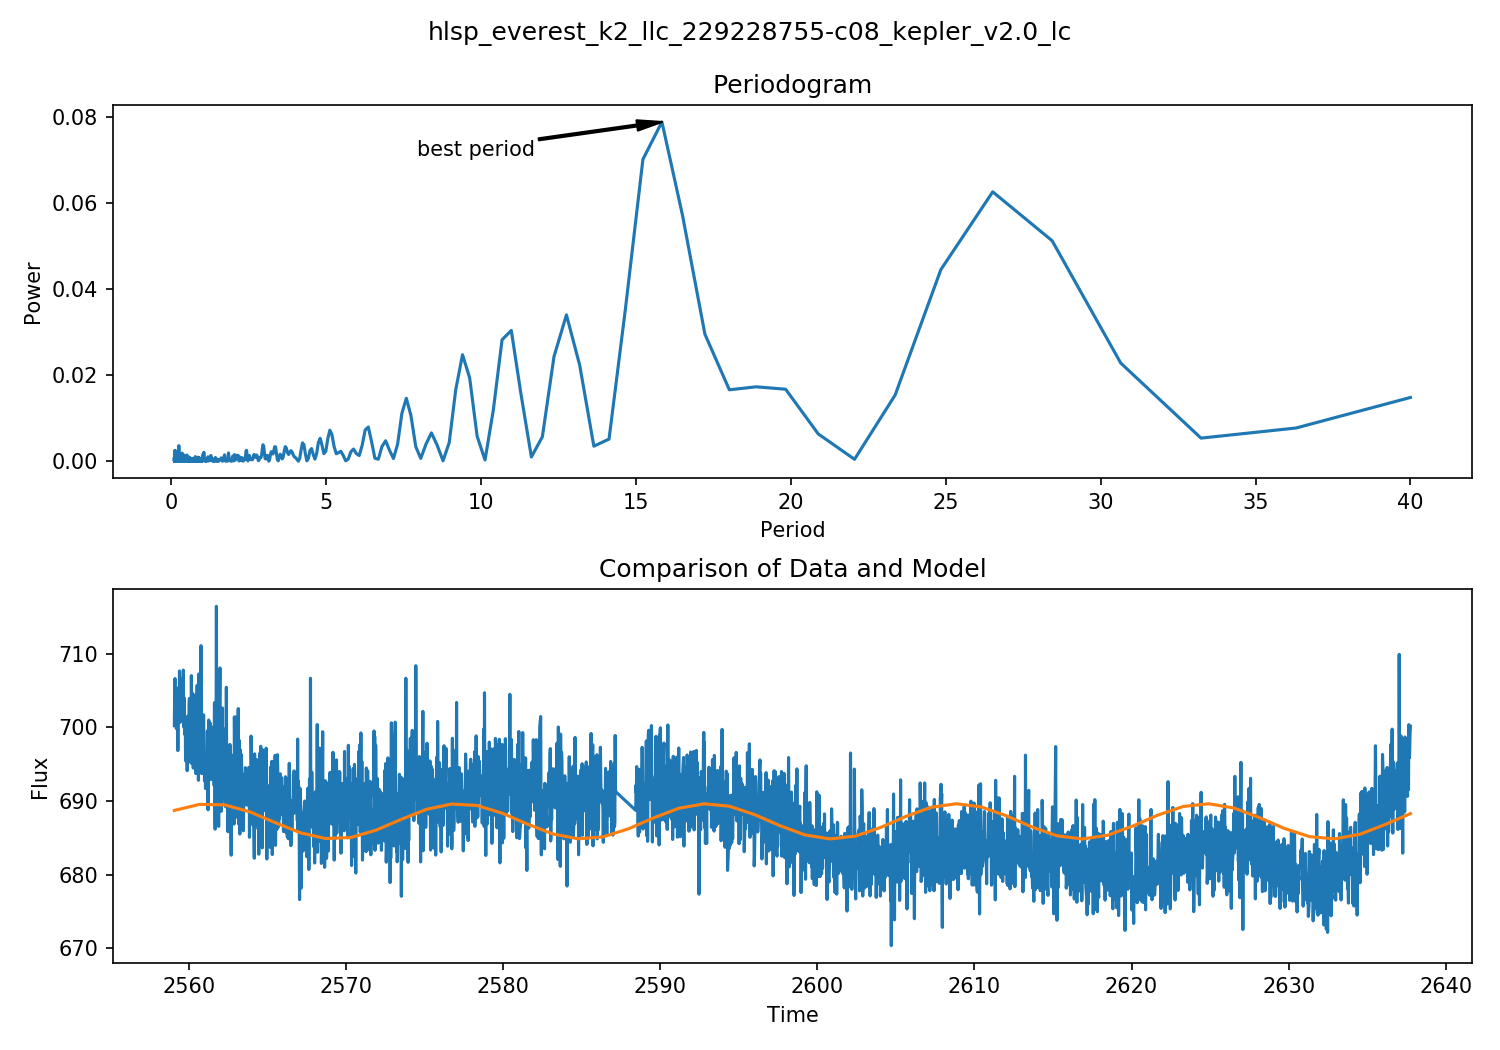 hlsp_everest_k2_llc_229228755-c08_kepler_v2.0_lc
Periodogram
0.08
0.06
0.04
0.02
0.00
Power
best period
0 5 10 15 20 25 30 35 40
Period
Comparison of Data and Model
710
700
690
680
670
Flux
2560 2570 2580 2590 2600 2610 2620 2630 2640
Time